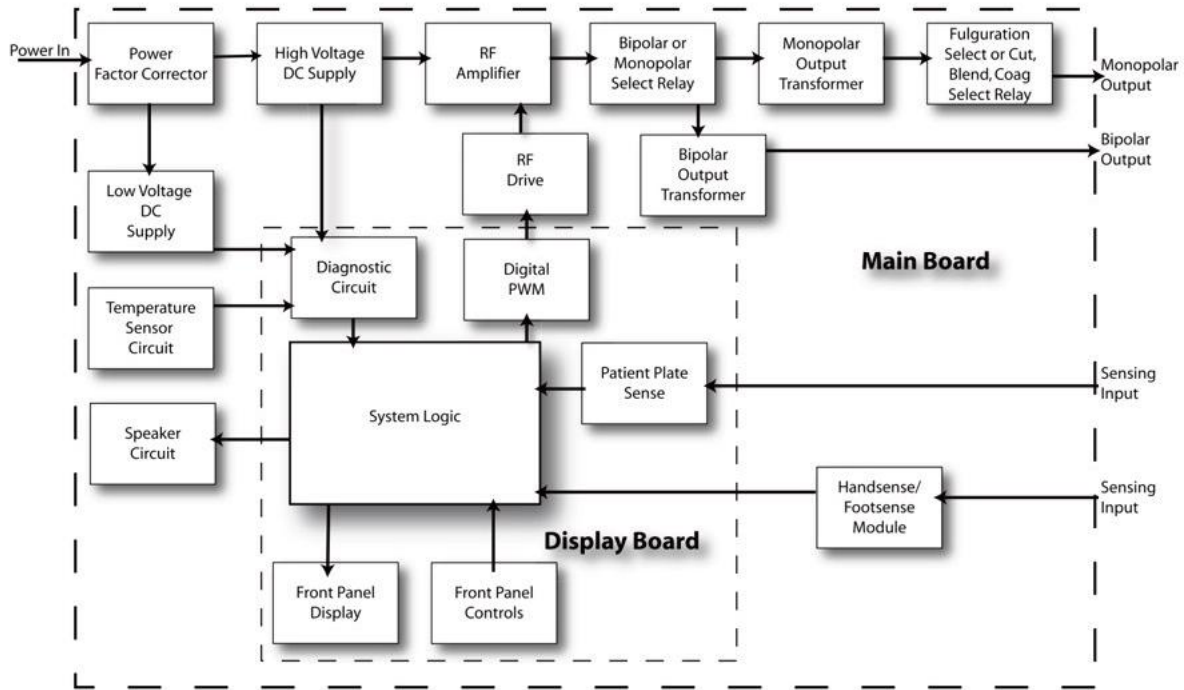 Power In
Power
Factor Corrector
High Voltage
DC Supply
RF
Amplifier
Bipolar or
Monopolar
Select Relay
Monopolar
Output
Transformer
Fulguration
Select or Cut,
Blend, Coag
Select Relay
Monopolar
Output
RF
Drive
Bipolar
Output
Transformer
Bipolar
Output
Low Voltage
DC
Supply
Diagnostic
Circuit
Digital
PWM
Main Board
Temperature
Sensor
Circuit
Patient Plate
Sense
Sensing
Input
System Logic
Speaker
Circuit
Handsense/
Footsense
Module
Sensing
Input
Display Board
Front Panel
Display
Front Panel
Controls